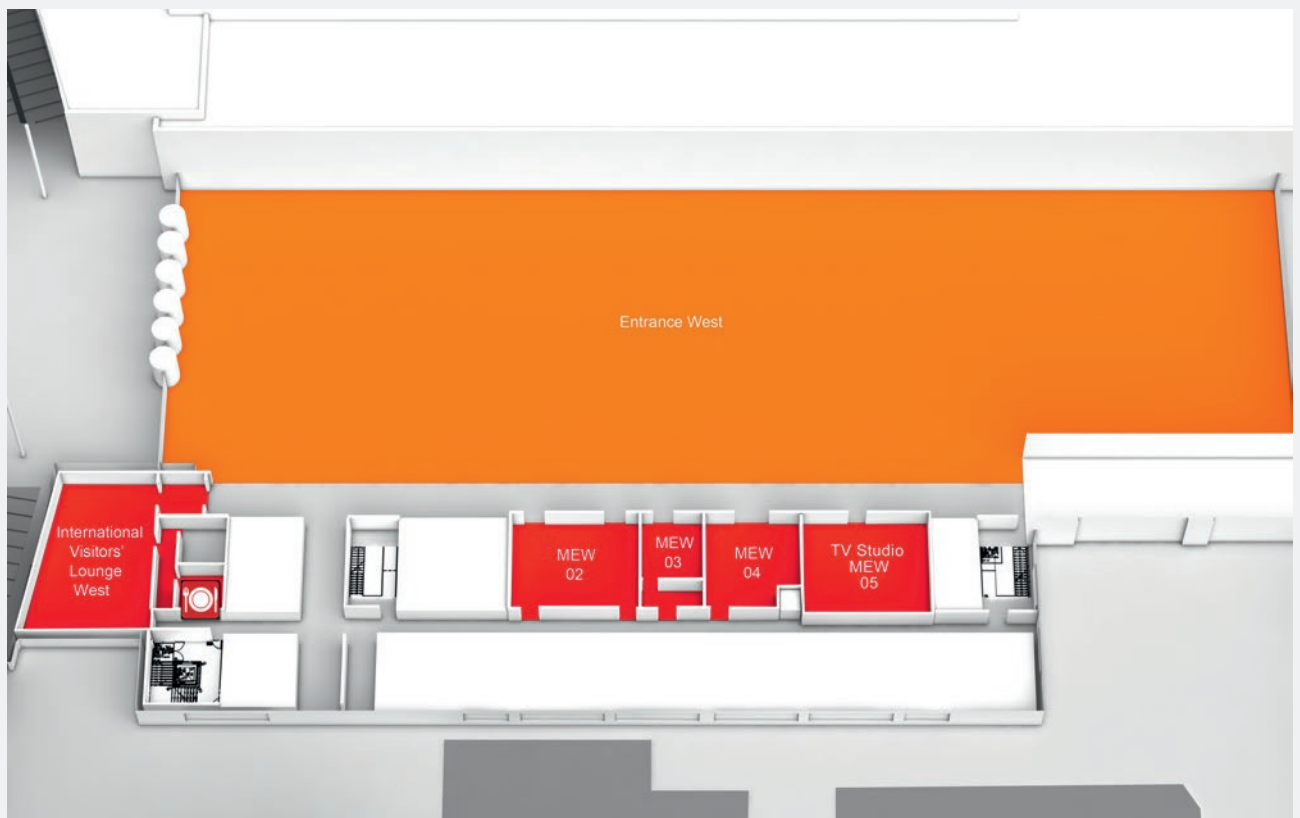 Entrance West
International
Visitors'
Lounge
West
MEW
02
MEW
03
MEW
04
TV Studio
MEW
05